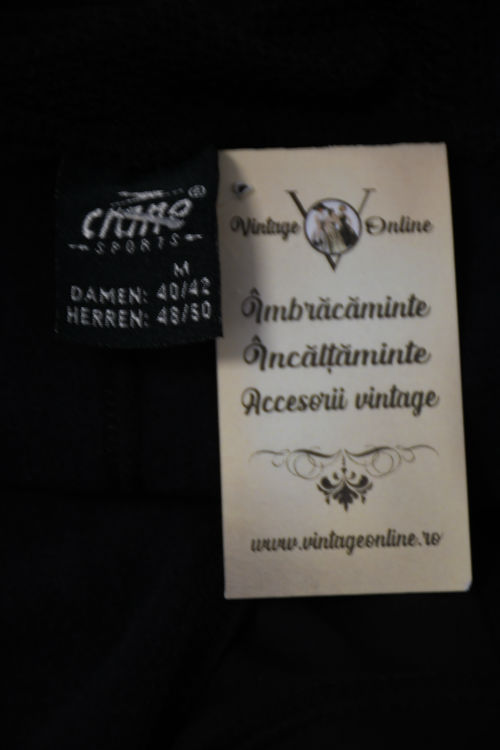 crane®
SPORTS
M
DAMEN: 40/42
HERREN: 48/50
Vintage Online
Îmbrăcăminte
Încălțăminte
Accesorii vintage
www.vintageonline.ro